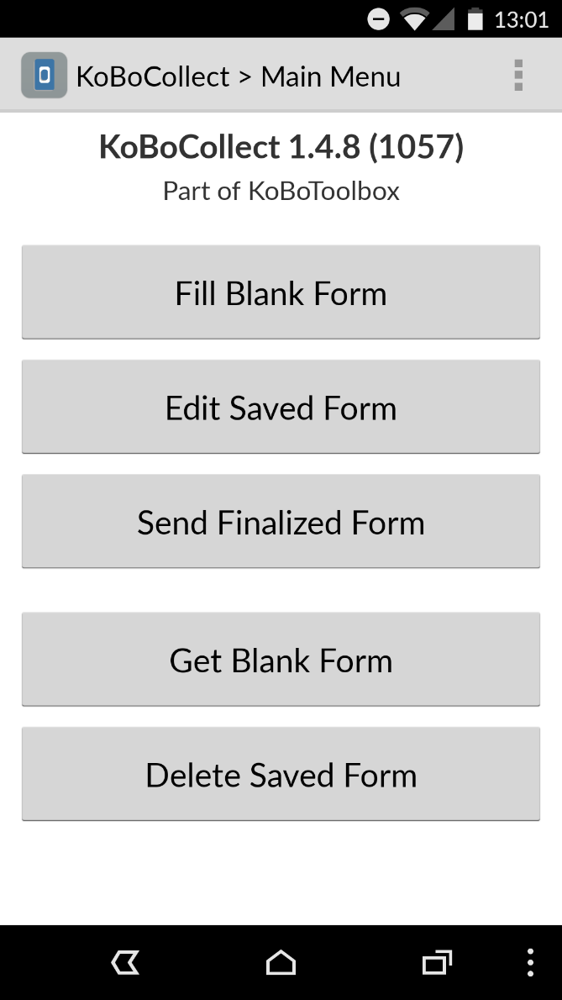 13:01
KoBoCollect > Main Menu
KoBoCollect 1.4.8 (1057)
Part of KoBoToolbox
Fill Blank Form
Edit Saved Form
Send Finalized Form
Get Blank Form
Delete Saved Form